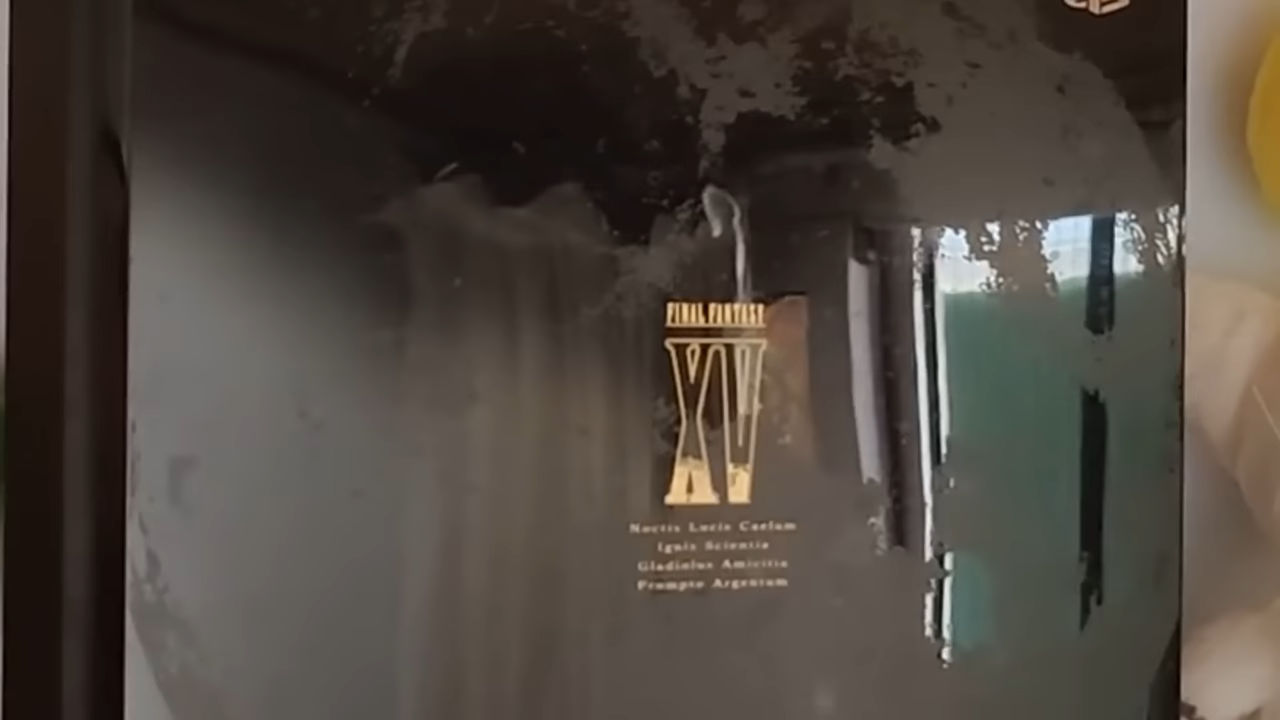 FINAL FANTASY
XV
Noctis Lucis Caelum
Ignis Scientia
Gladiolus Amicitia
Prompto Argentum